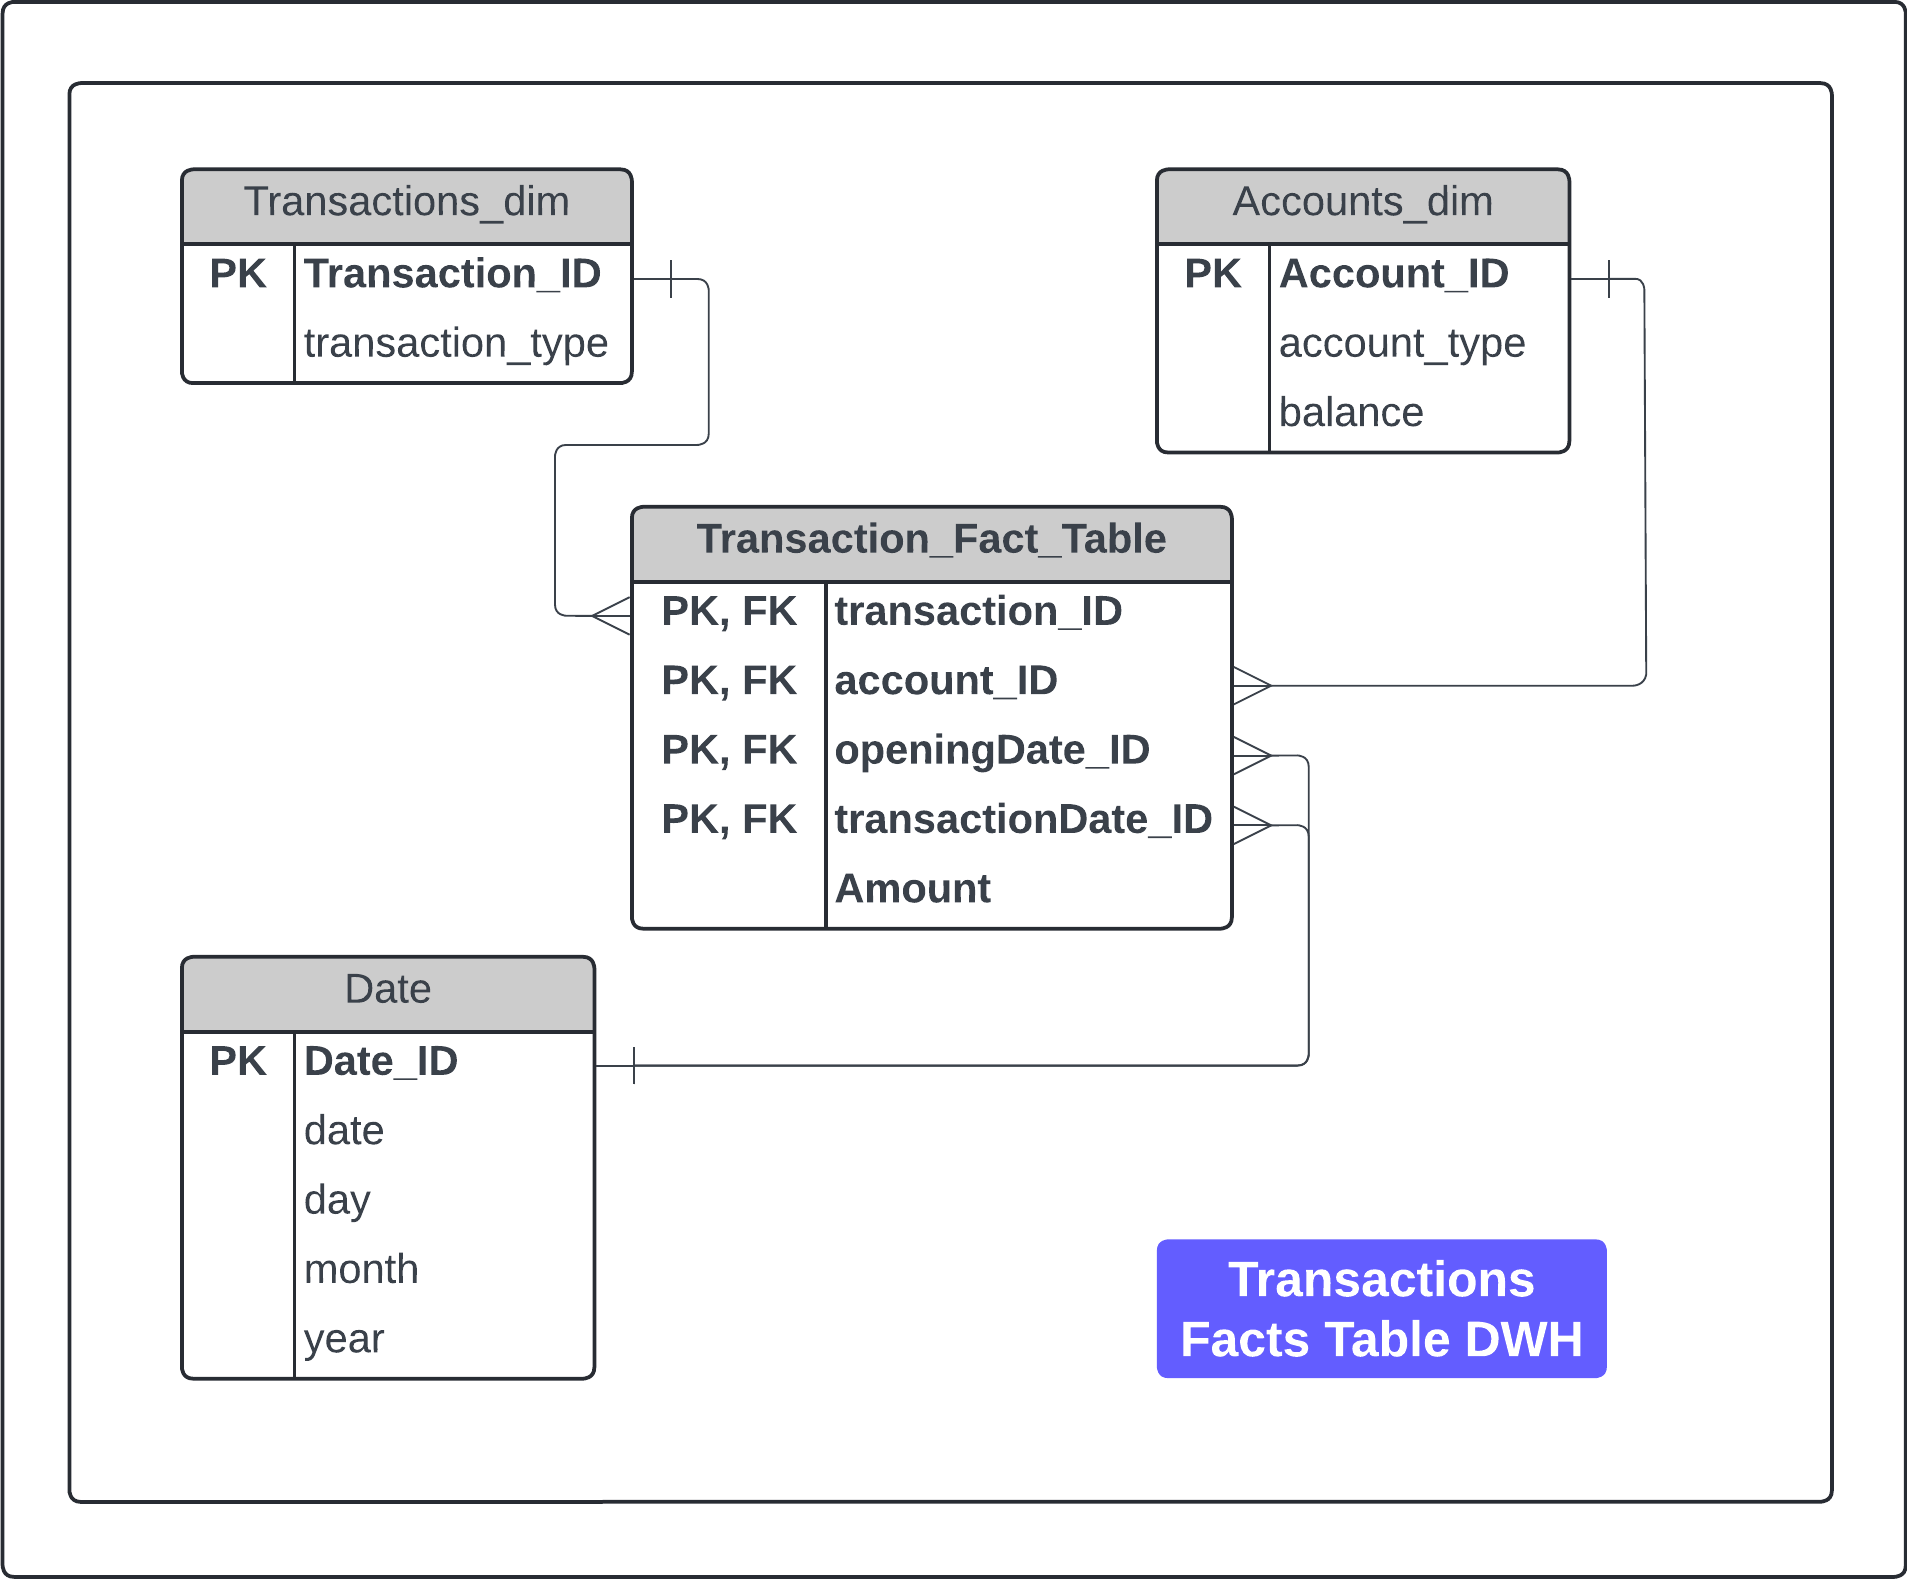 Transactions_dim
PK Transaction_ID
transaction_type
Accounts_dim
PK Account_ID
account_type
balance
Transaction_Fact_Table
PK, FK transaction_ID
PK, FK account_ID
PK, FK openingDate_ID
PK, FK transactionDate_ID
Amount
Date
PK Date_ID
date
day
month
year
Transactions
Facts Table DWH